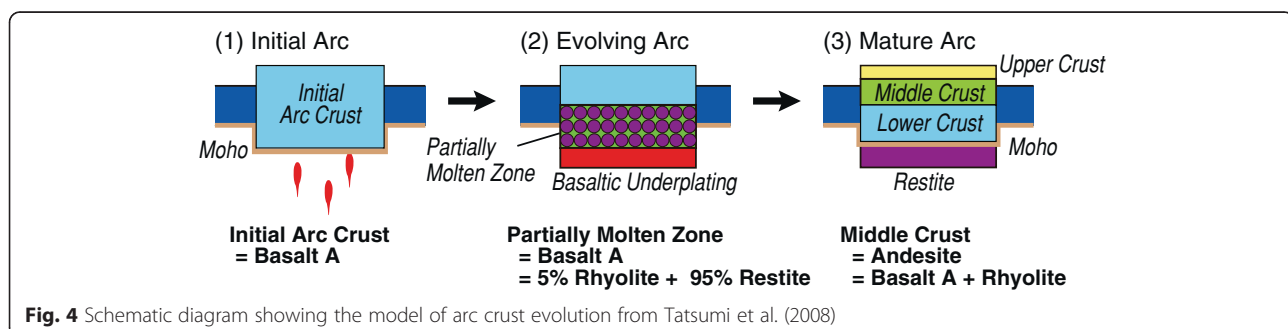 (1) Initial Arc
(2) Evolving Arc
(3) Mature Arc
Initial
Arc Crust
Moho
Partially
Molten Zone
Basaltic Underplating
Upper Crust
Middle Crust
Lower Crust
Moho
Restite
Initial Arc Crust
= Basalt A
Partially Molten Zone
= Basalt A
= 5% Rhyolite + 95% Restite
Middle Crust
= Andesite
= Basalt A + Rhyolite
Fig. 4 Schematic diagram showing the model of arc crust evolution from Tatsumi et al. (2008)